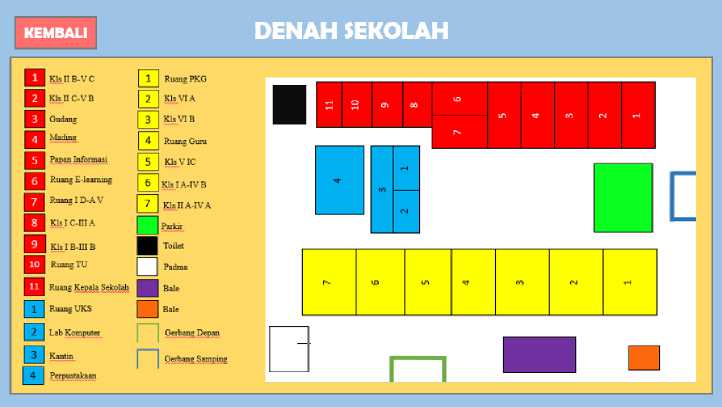 KEMBALI
DENAH SEKOLAH
1 Kls II B-V C
2 Kls II C-V B
3 Gudang
4 Mading
5 Papan Informasi
6 Ruang E-learning
7 Ruang I D-A V
8 Kls I C-III A
9 Kls I B-III B
10 Ruang TU
11 Ruang Kepala Sekolah
1 Ruang UKS
2 Lab Komputer
3 Kantin
4 Perpustakaan
1 Ruang PKG
2 Kls VI A
3 Kls VI B
4 Ruang Guru
5 Kls V IC
6 Kls I A-IV B
7 Kls II A-IV A
Parkir
Toilet
Padma
Bale
Bale
Gerbang Depan
Gerbang Samping
11 10 9 8 6 7 5 4 3 2 1
4 3 1 2
7 6 5 4 3 2 1